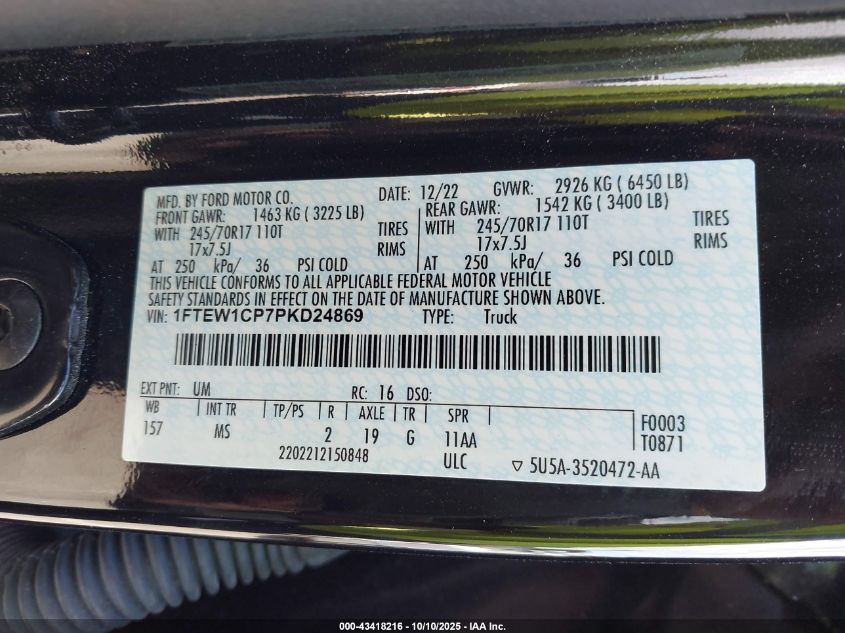 MFD. BY FORD MOTOR CO. DATE: 12/22 GVWR: 2926 KG ( 6450 LB)
FRONT GAWR: 1463 KG ( 3225 LB) REAR GAWR: 1542 KG ( 3400 LB)
WITH 245/70R17 110T TIRES WITH 245/70R17 110T TIRES
17x7.5J RIMS 17x7.5J RIMS
AT 250 kPa/ 36 PSI COLD AT 250 kPa/ 36 PSI COLD
THIS VEHICLE CONFORMS TO ALL APPLICABLE FEDERAL MOTOR VEHICLE
SAFETY STANDARDS IN EFFECT ON THE DATE OF MANUFACTURE SHOWN ABOVE.
VIN: 1FTEW1CP7PKD24869 TYPE: Truck
EXT PNT: UM RC: 16 DSO:
WB INT TR TP/PS R AXLE TR SPR F0003
157 MS 2 19 G 11AA T0871
2202212150848 ULC ▽ 5U5A-3520472-AA
000-43418216 - 10/10/2025 - IAA Inc.